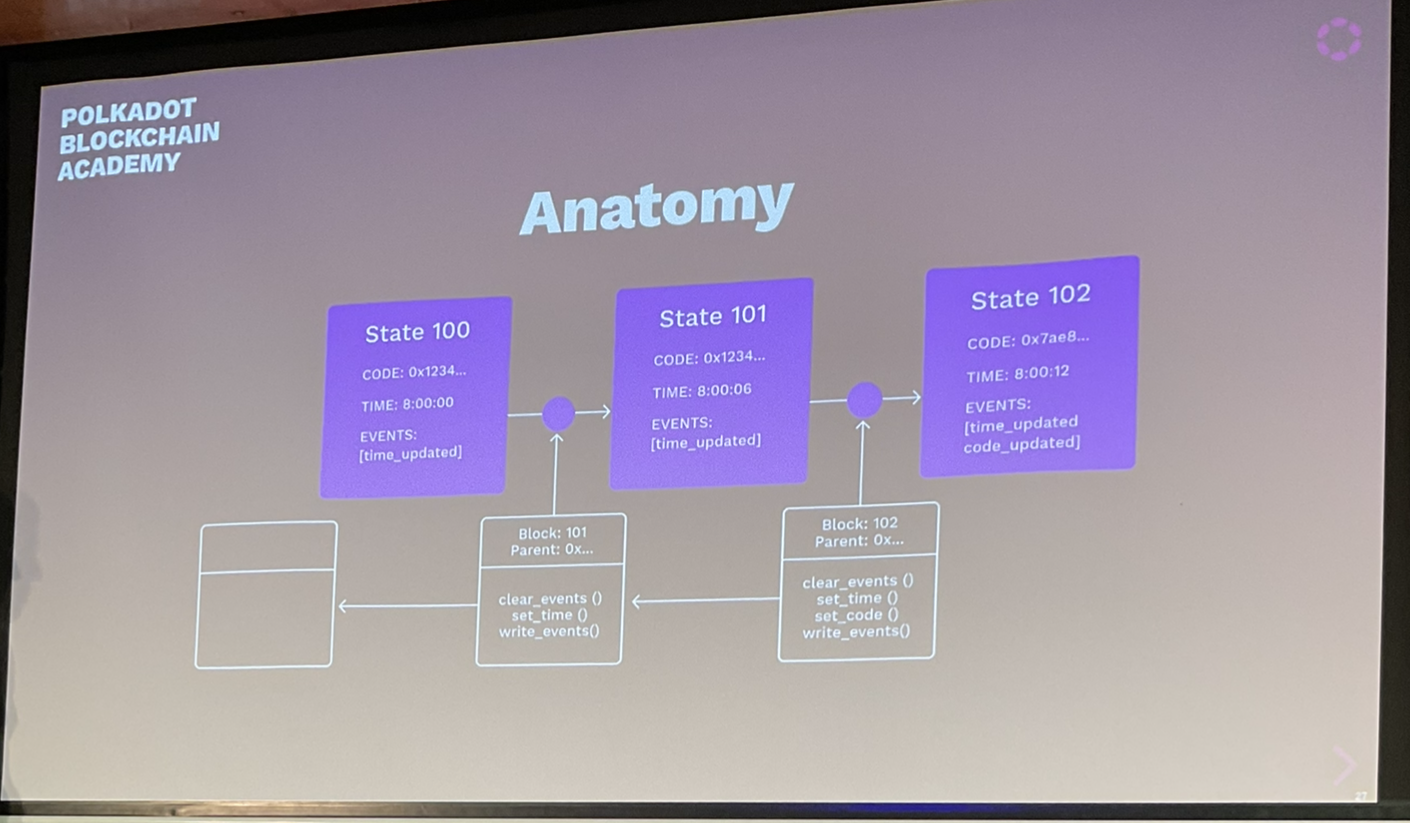 POLKADOT
BLOCKCHAIN
ACADEMY
Anatomy
State 100
CODE: 0x1234...
TIME: 8:00:00
EVENTS:
[time_updated]
State 101
CODE: 0x1234...
TIME: 8:00:06
EVENTS:
[time_updated]
State 102
CODE: 0x7ae8...
TIME: 8:00:12
EVENTS:
[time_updated
code_updated]
Block: 101
Parent: 0x...
clear_events ()
set_time ()
write_events()
Block: 102
Parent: 0x...
clear_events ()
set_time ()
set_code ()
write_events()
27